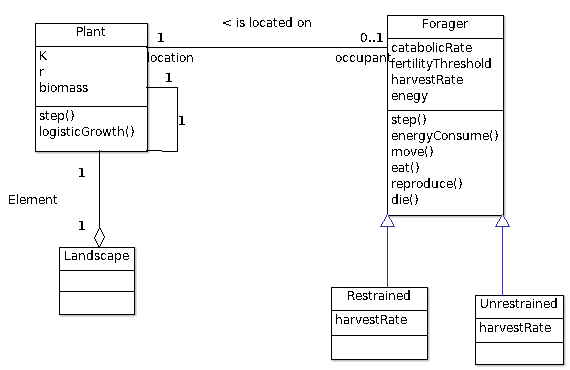 Plant
K
r
biomass
step()
logisticGrowth()
< is located on
1
0..1
location
occupant
1
1
Forager
catabolicRate
fertilityThreshold
harvestRate
enegy
step()
energyConsume()
move()
eat()
reproduce()
die()
1
Element
1
Landscape
Restrained
harvestRate
Unrestrained
harvestRate